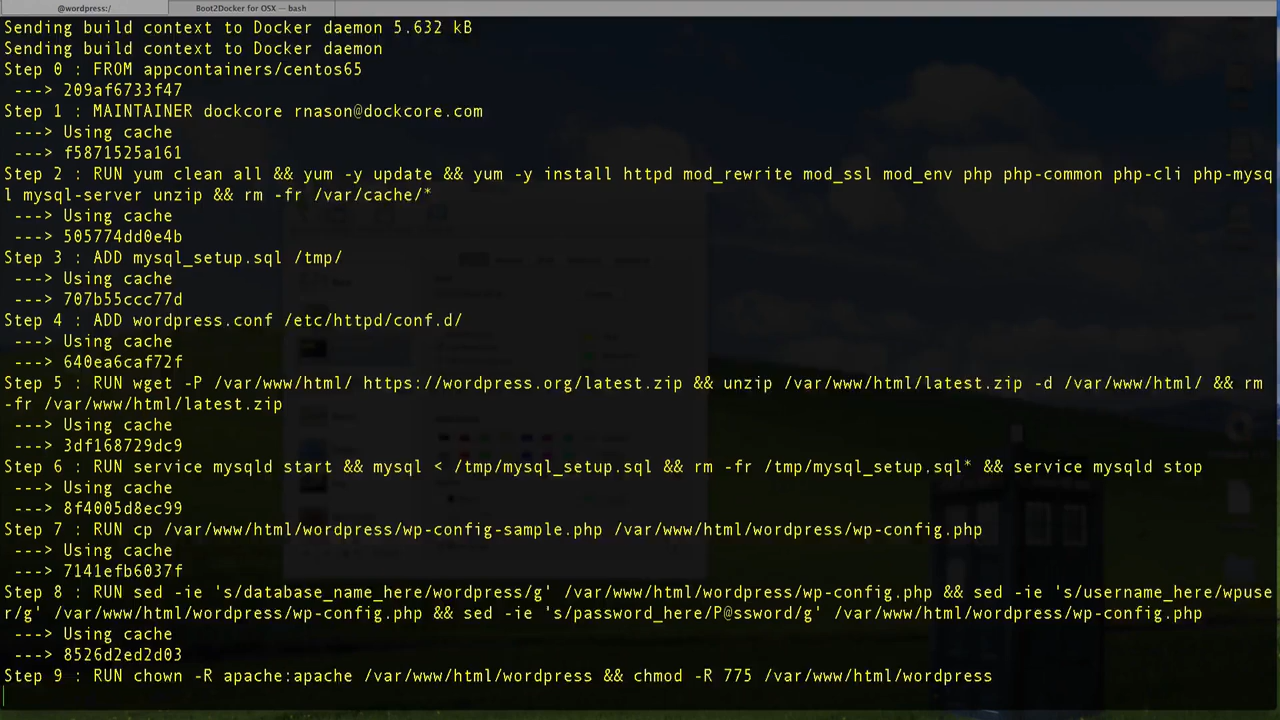 @wordpress:/
Boot2Docker for OSX — bash
Sending build context to Docker daemon 5.632 kB
Sending build context to Docker daemon
Step 0 : FROM appcontainers/centos65
 ---> 209af6733f47
Step 1 : MAINTAINER dockcore rnason@dockcore.com
 ---> Using cache
 ---> f5871525a161
Step 2 : RUN yum clean all && yum -y update && yum -y install httpd mod_rewrite mod_ssl mod_env php php-common php-cli php-mysq
l mysql-server unzip && rm -fr /var/cache/*
 ---> Using cache
 ---> 505774dd0e4b
Step 3 : ADD mysql_setup.sql /tmp/
 ---> Using cache
 ---> 707b55ccc77d
Step 4 : ADD wordpress.conf /etc/httpd/conf.d/
 ---> Using cache
 ---> 640ea6caf72f
Step 5 : RUN wget -P /var/www/html/ https://wordpress.org/latest.zip && unzip /var/www/html/latest.zip -d /var/www/html/ && rm
-fr /var/www/html/latest.zip
 ---> Using cache
 ---> 3df168729dc9
Step 6 : RUN service mysqld start && mysql < /tmp/mysql_setup.sql && rm -fr /tmp/mysql_setup.sql* && service mysqld stop
 ---> Using cache
 ---> 8f4005d8ec99
Step 7 : RUN cp /var/www/html/wordpress/wp-config-sample.php /var/www/html/wordpress/wp-config.php
 ---> Using cache
 ---> 7141efb6037f
Step 8 : RUN sed -ie 's/database_name_here/wordpress/g' /var/www/html/wordpress/wp-config.php && sed -ie 's/username_here/wpuse
r/g' /var/www/html/wordpress/wp-config.php && sed -ie 's/password_here/P@ssword/g' /var/www/html/wordpress/wp-config.php
 ---> Using cache
 ---> 8526d2ed2d03
Step 9 : RUN chown -R apache:apache /var/www/html/wordpress && chmod -R 775 /var/www/html/wordpress